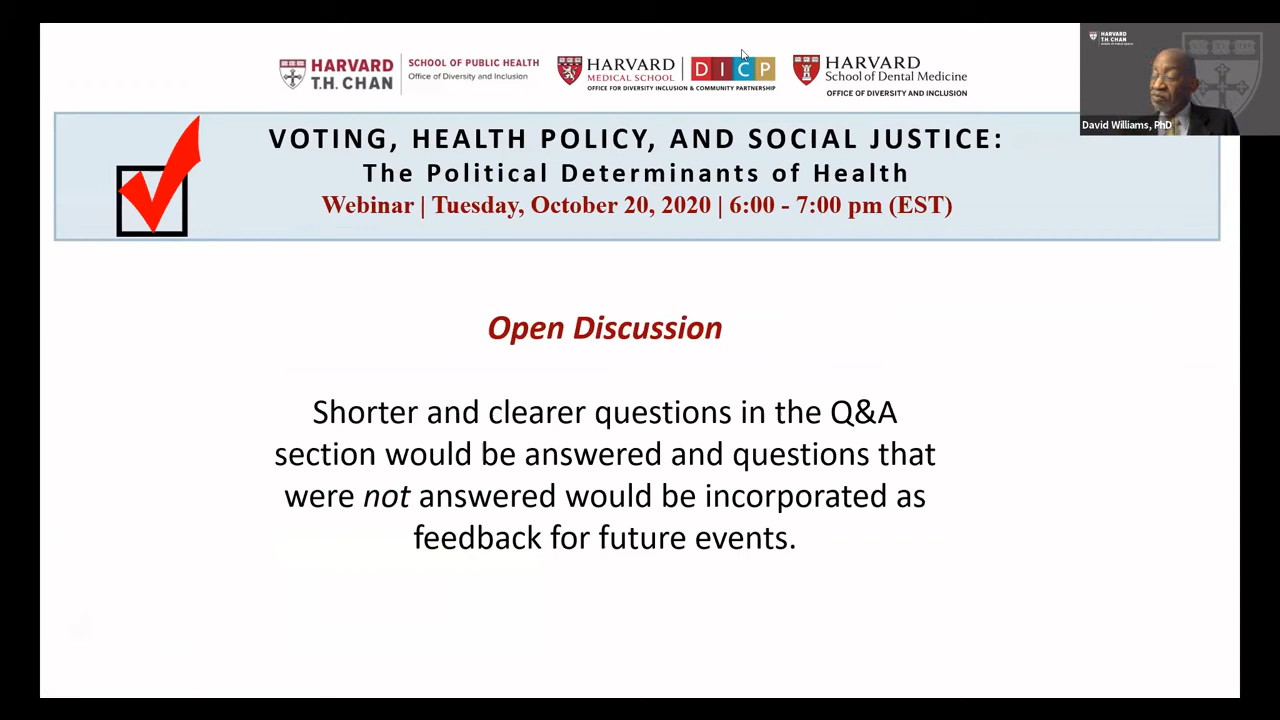 HARVARD
T.H. CHAN
SCHOOL OF PUBLIC HEALTH
Office of Diversity and Inclusion
HARVARD
MEDICAL SCHOOL
DICP
OFFICE FOR DIVERSITY INCLUSION & COMMUNITY PARTNERSHIP
HARVARD
School of Dental Medicine
OFFICE OF DIVERSITY AND INCLUSION
HARVARD
T.H. CHAN
David Williams, PhD
VOTING, HEALTH POLICY, AND SOCIAL JUSTICE:
The Political Determinants of Health
Webinar | Tuesday, October 20, 2020 | 6:00 - 7:00 pm (EST)
Open Discussion
Shorter and clearer questions in the Q&A
section would be answered and questions that
were not answered would be incorporated as
feedback for future events.